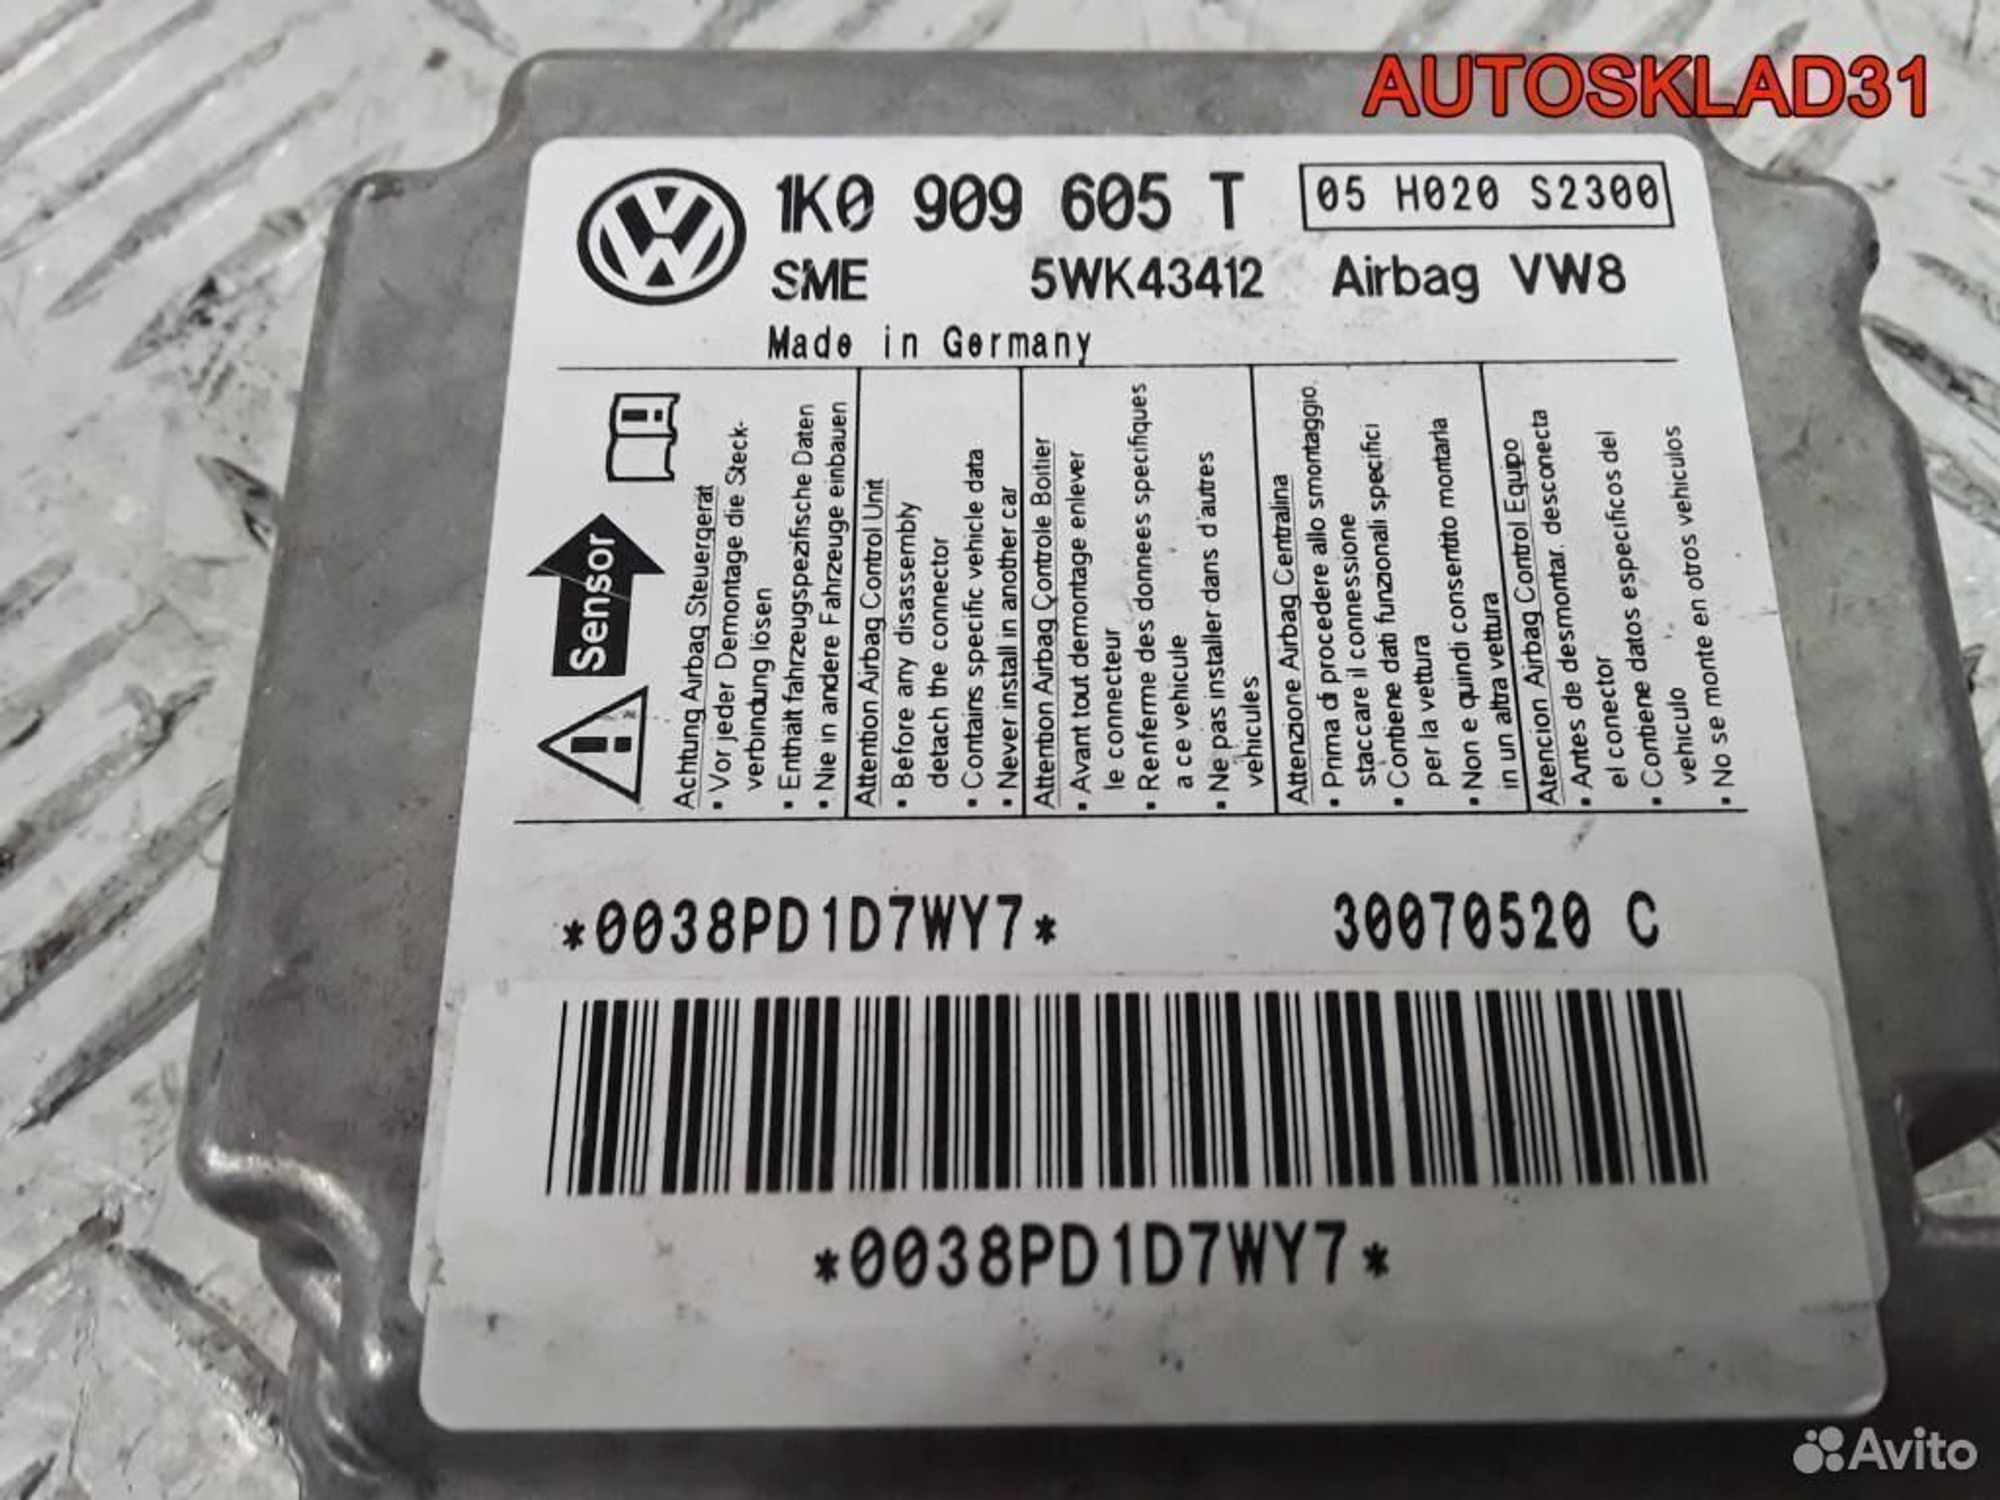 AUTOSKLAD31
1K0 909 605 T
05 H020 S2300
SME 5WK43412 Airbag VW8
Made in Germany
Sensor
Achtung Airbag Steuergerät
• Vor jeder Demontage die Steck-
verbindung lösen
• Enthält fahrzeugspezifische Daten
• Nie in andere Fahrzeuge einbauen
Attention Airbag Control Unit
• Before any disassembly
detach the connector
• Contains specific vehicle data
• Never install in another car
Attention Airbag Controle Boitier
• Avant tout demontage enlever
le connecteur
• Renferme des donnees specifiques
a ce vehicule
• Ne pas installer dans d'autres
vehicules
Attenzione Airbag Centralina
• Prima di procedere allo smontaggio
staccare il connessione
• Contiene dati funzionali specifici
per la vettura
• Non e quindi consentito montarla
in un altra vettura
Atencion Airbag Control Equipo
• Antes de desmontar, desconecta
el conector
• Contiene datos especificos del
vehiculo
• No se monte en otros vehiculos
*0038PD1D7WY7* 30070520 C
*0038PD1D7WY7*
Avito